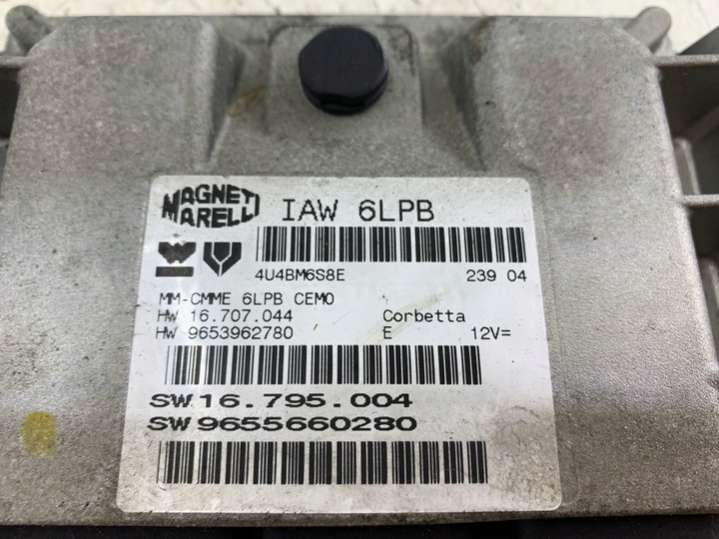 MAGNETI MARELLI IAW 6LPB
4U4BM6S8E 239 04
MM-CMME 6LPB CEMO
HW 16.707.044 Corbetta
HW 9653962780 E 12V=
SW 16.795.004
SW 9655660280